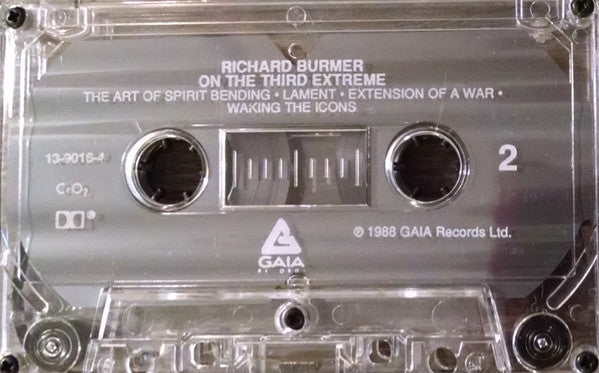 RICHARD BURMER
ON THE THIRD EXTREME
THE ART OF SPIRIT BENDING • LAMENT • EXTENSION OF A WAR •
WAKING THE ICONS
13-9016-4
2
CrO₂
℗ 1988 GAIA Records Ltd.
GAIA